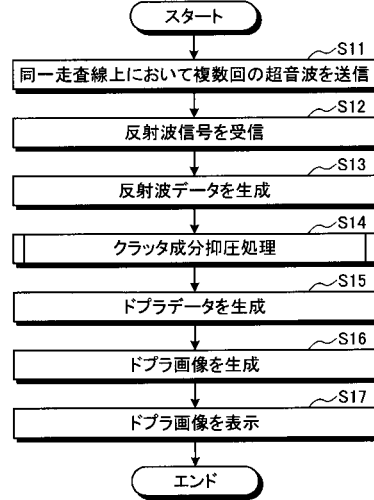 スタート
S11
同一走査線上において複数回の超音波を送信
S12
反射波信号を受信
S13
反射波データを生成
S14
クラッタ成分抑圧処理
S15
ドプラデータを生成
S16
ドプラ画像を生成
S17
ドプラ画像を表示
エンド